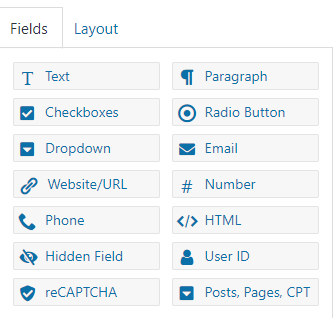 Fields Layout
Text Paragraph
Checkboxes Radio Button
Dropdown Email
Website/URL # Number
Phone </> HTML
Hidden Field User ID
reCAPTCHA Posts, Pages, CPT